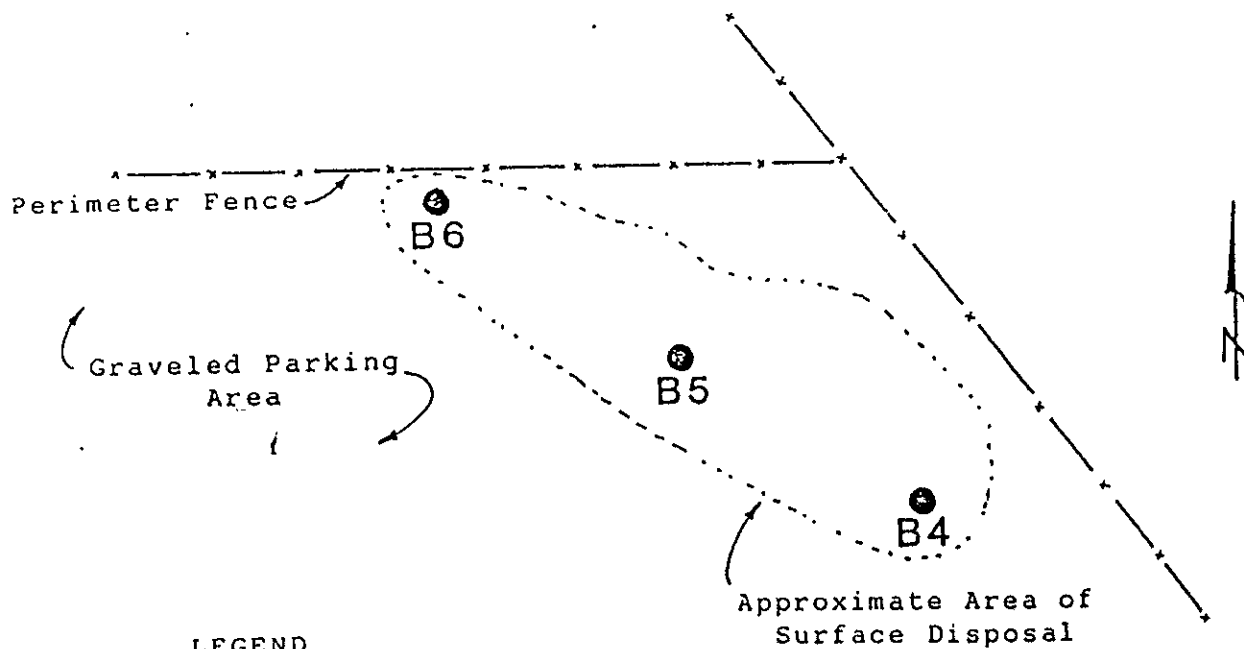 Perimeter Fence
B6
Graveled Parking
Area
B5
B4
Approximate Area of
Surface Disposal
LEGEND
N